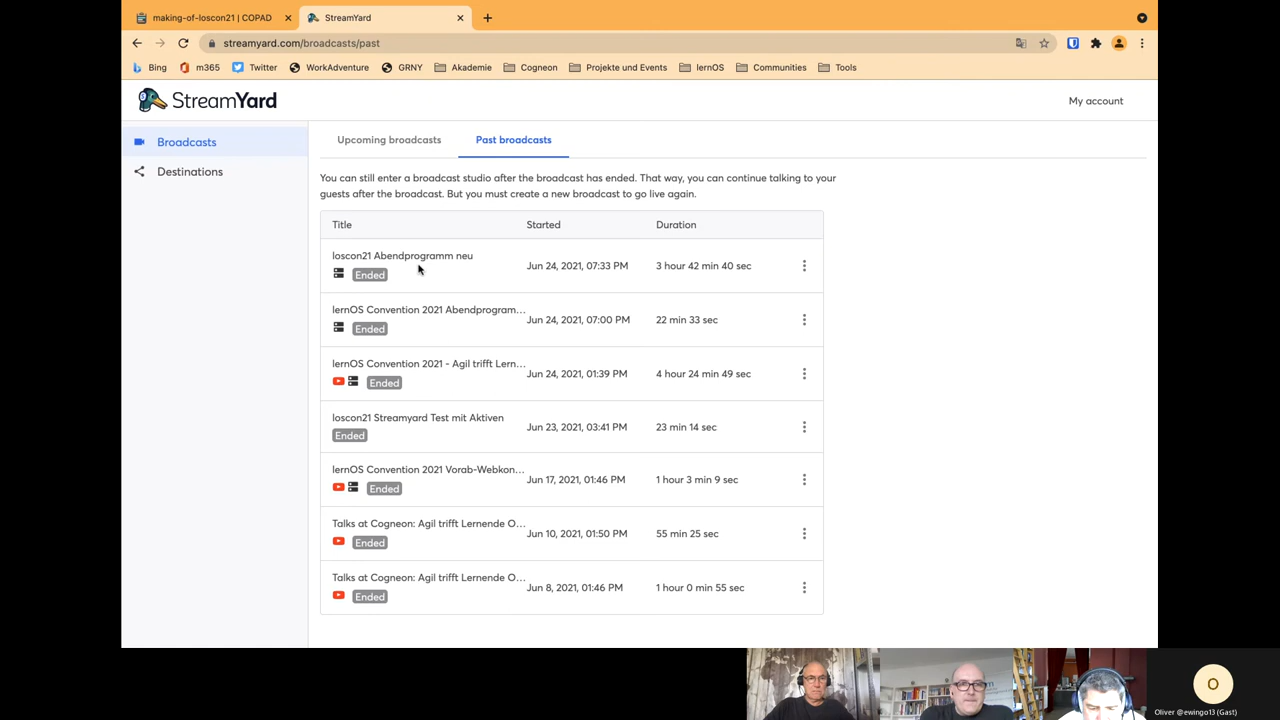 making-of-loscon21 | COPAD
StreamYard
streamyard.com/broadcasts/past
Bing
m365
Twitter
WorkAdventure
GRNY
Akademie
Cogneon
Projekte und Events
lernOS
Communities
Tools
StreamYard
My account
Broadcasts
Destinations
Upcoming broadcasts
Past broadcasts
You can still enter a broadcast studio after the broadcast has ended. That way, you can continue talking to your
guests after the broadcast. But you must create a new broadcast to go live again.
Title Started Duration
loscon21 Abendprogramm neu
Ended
Jun 24, 2021, 07:33 PM
3 hour 42 min 40 sec
lernOS Convention 2021 Abendprogram...
Ended
Jun 24, 2021, 07:00 PM
22 min 33 sec
lernOS Convention 2021 - Agil trifft Lern...
Ended
Jun 24, 2021, 01:39 PM
4 hour 24 min 49 sec
loscon21 Streamyard Test mit Aktiven
Ended
Jun 23, 2021, 03:41 PM
23 min 14 sec
lernOS Convention 2021 Vorab-Webkon...
Ended
Jun 17, 2021, 01:46 PM
1 hour 3 min 9 sec
Talks at Cogneon: Agil trifft Lernende O...
Ended
Jun 10, 2021, 01:50 PM
55 min 25 sec
Talks at Cogneon: Agil trifft Lernende O...
Ended
Jun 8, 2021, 01:46 PM
1 hour 0 min 55 sec
O
Oliver @ewingo13 (Gast)